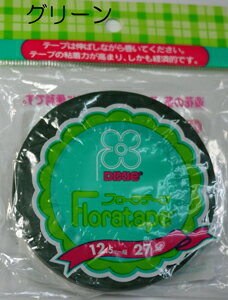 グリーン
テープは伸ばしながら巻いてください。
テープの粘着力が高まり、しかも経済的です。
フローラテープ
Floratape
12.5
27